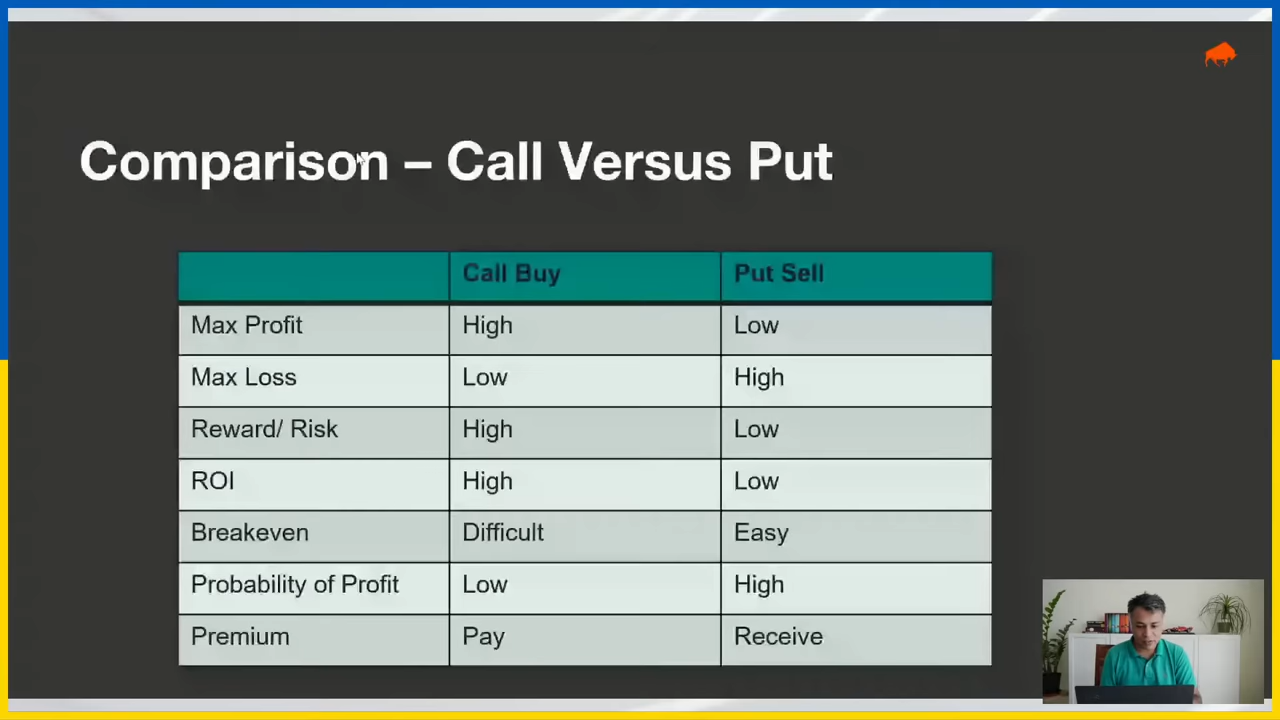 Comparison – Call Versus Put
Call Buy Put Sell
Max Profit High Low
Max Loss Low High
Reward/ Risk High Low
ROI High Low
Breakeven Difficult Easy
Probability of Profit Low High
Premium Pay Receive